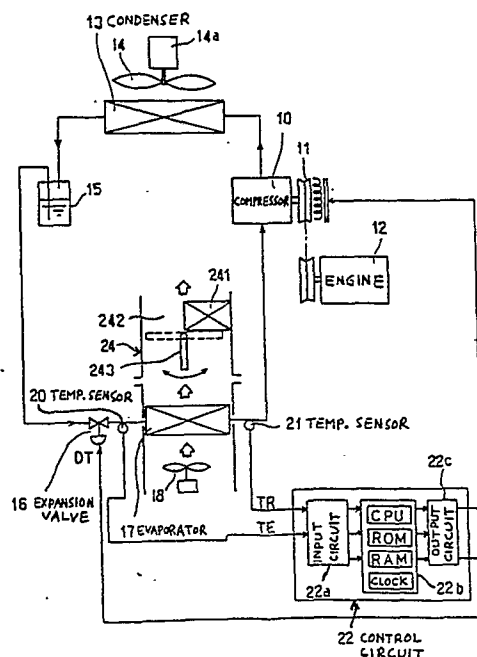 13 CONDENSER
14
14a
10
11
COMPRESSOR
15
12
ENGINE
241
242
24
243
20 TEMP. SENSOR
21 TEMP. SENSOR
DT
16 EXPANSION VALVE
18
17 EVAPORATOR
TR
TE
22c
INPUT CIRCUIT
CPU
ROM
RAM
CLOCK
OUTPUT CIRCUIT
22a
22b
22 CONTROL CIRCUIT